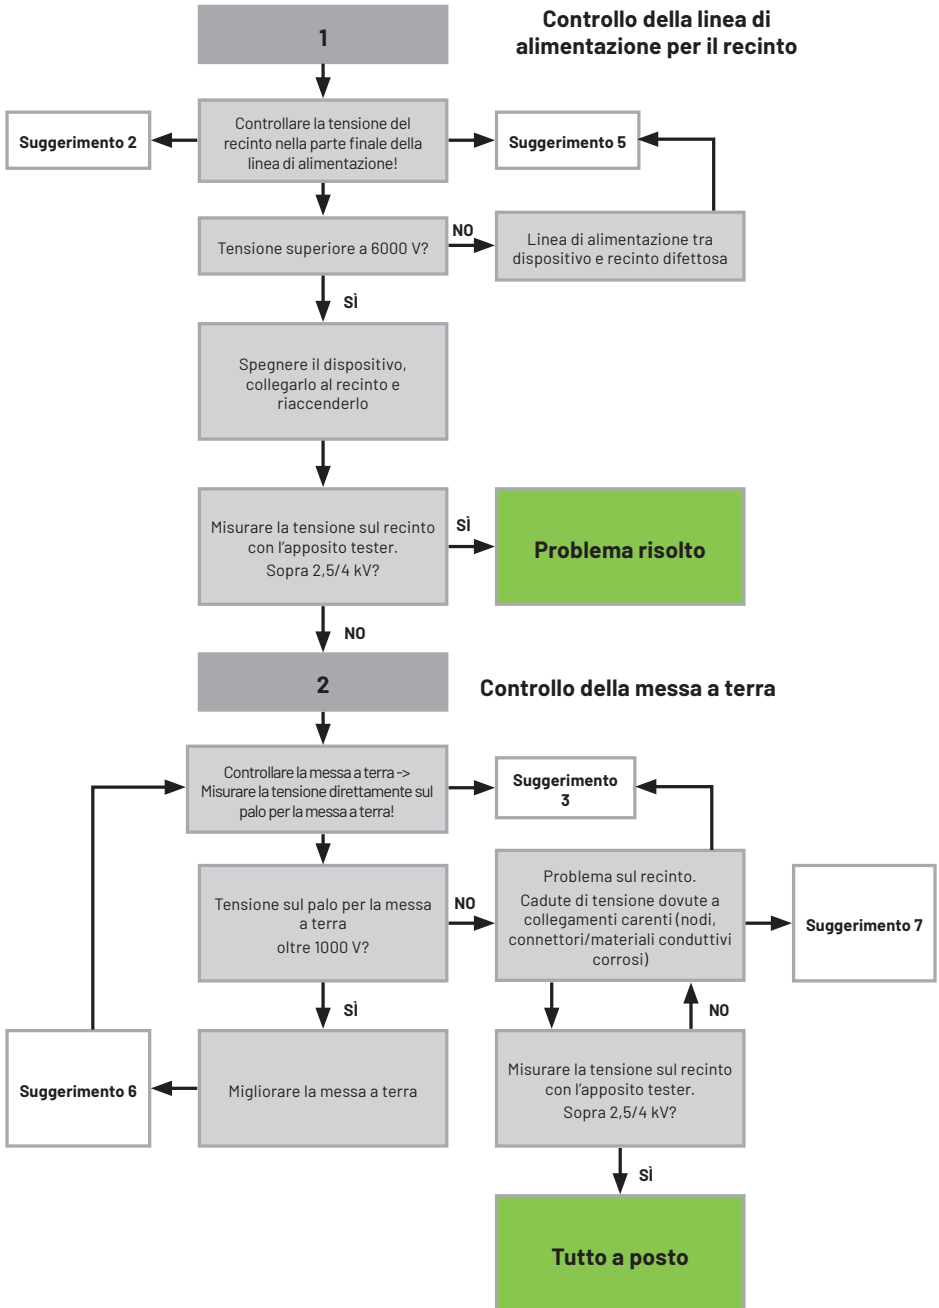 1
Controllo della linea di
alimentazione per il recinto
Suggerimento 2
Controllare la tensione del
recinto nella parte finale della
linea di alimentazione!
Suggerimento 5
Tensione superiore a 6000 V?
NO
Linea di alimentazione tra
dispositivo e recinto difettosa
SÌ
Spegnere il dispositivo,
collegarlo al recinto e
riaccenderlo
Misurare la tensione sul recinto
con l'apposito tester.
Sopra 2,5/4 kV?
SÌ
Problema risolto
NO
2
Controllo della messa a terra
Controllare la messa a terra ->
Misurare la tensione direttamente sul
palo per la messa a terra!
Suggerimento
3
Tensione sul palo per la messa
a terra
oltre 1000 V?
NO
Problema sul recinto.
Cadute di tensione dovute a
collegamenti carenti (nodi,
connettori/materiali conduttivi
corrosi)
Suggerimento 7
SÌ
NO
Suggerimento 6
Migliorare la messa a terra
Misurare la tensione sul recinto
con l'apposito tester.
Sopra 2,5/4 kV?
SÌ
Tutto a posto